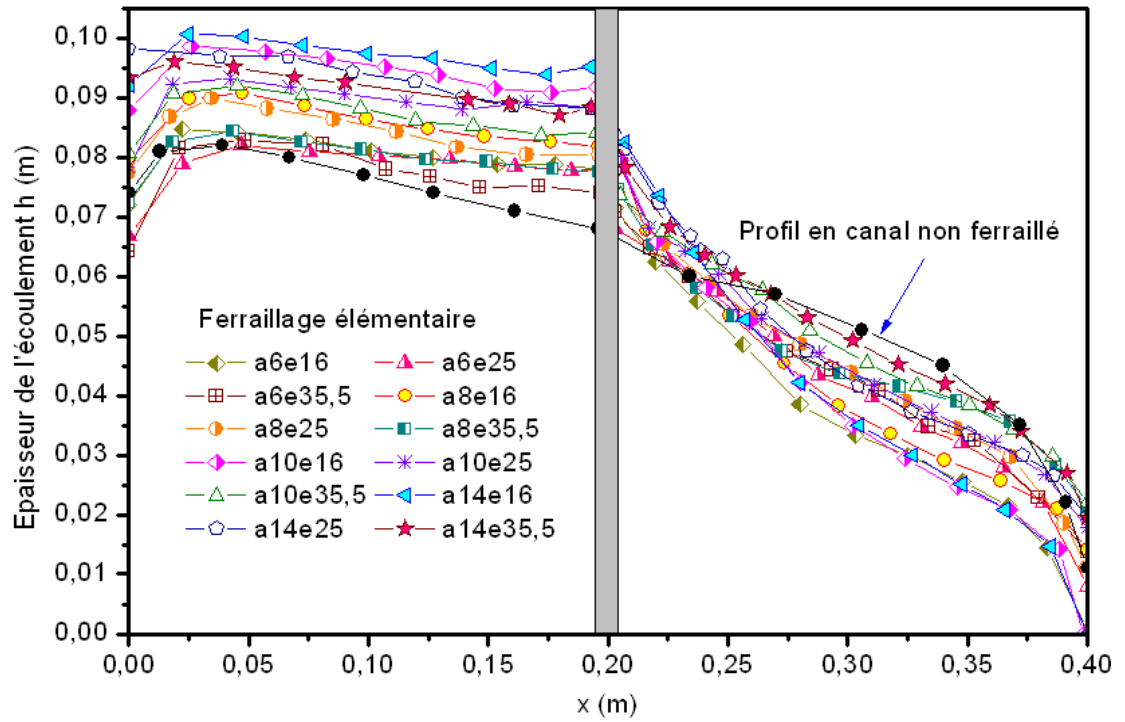 Epaisseur de l'écoulement h (m)
0,10
0,09
0,08
0,07
0,06
0,05
0,04
0,03
0,02
0,01
0,00
Profil en canal non ferraillé
Ferraillage élémentaire
a6e16 a6e25
a6e35,5 a8e16
a8e25 a8e35,5
a10e16 a10e25
a10e35,5 a14e16
a14e25 a14e35,5
0,00 0,05 0,10 0,15 0,20 0,25 0,30 0,35 0,40
x (m)